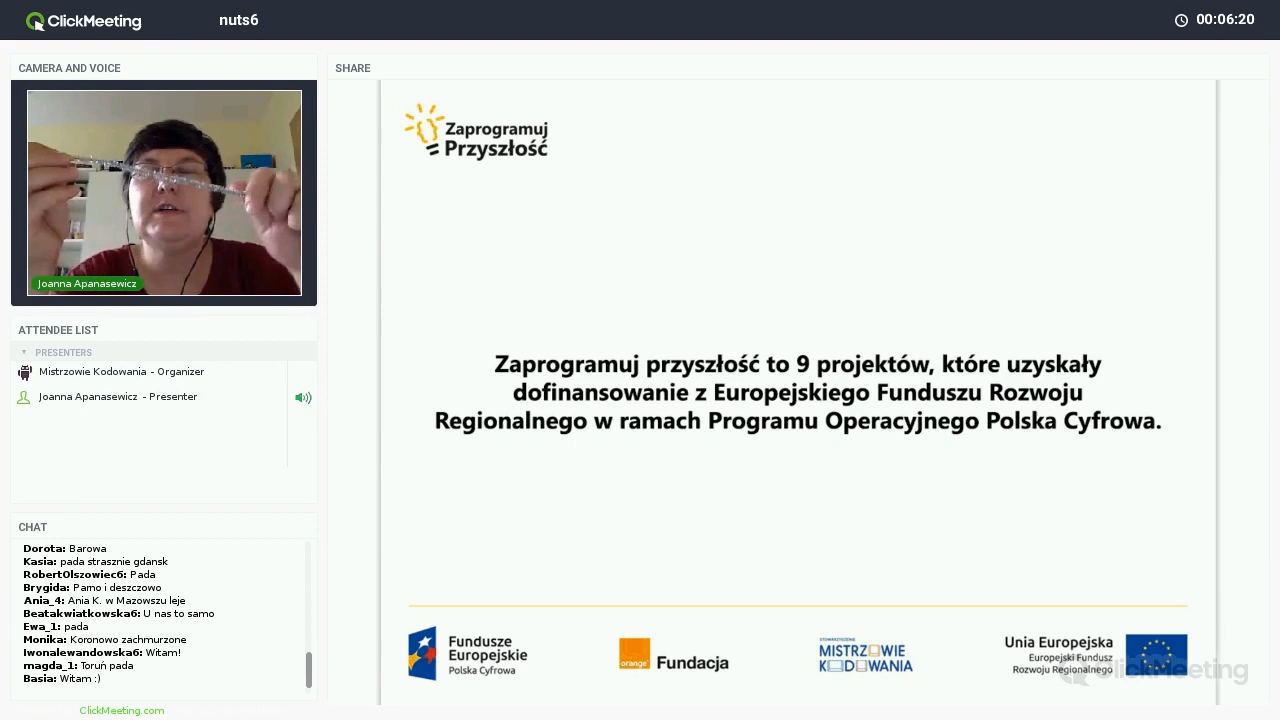 ClickMeeting
nuts6
00:06:20
CAMERA AND VOICE
Joanna Apanasewicz
ATTENDEE LIST
PRESENTERS
Mistrzowie Kodowania - Organizer
Joanna Apanasewicz - Presenter
CHAT
Dorota: Barowa
Kasia: pada strasznie gdansk
RobertOlszowiec6: Pada
Brygida: Parno i deszczowo
Ania_4: Ania K. w Mazowszu leje
Beatakwiatkowska6: U nas to samo
Ewa_1: pada
Monika: Koronowo zachmurzone
Iwonalewandowska6: Witam!
magda_1: Toruń pada
Basia: Witam :)
ClickMeeting.com
SHARE
Zaprogramuj
Przyszłość
Zaprogramuj przyszłość to 9 projektów, które uzyskały
dofinansowanie z Europejskiego Funduszu Rozwoju
Regionalnego w ramach Programu Operacyjnego Polska Cyfrowa.
Fundusze
Europejskie
Polska Cyfrowa
orange
Fundacja
STOWARZYSZENIE
MISTRZOWIE
KODOWANIA
Unia Europejska
Europejski Fundusz
Rozwoju Regionalnego
ClickMeeting